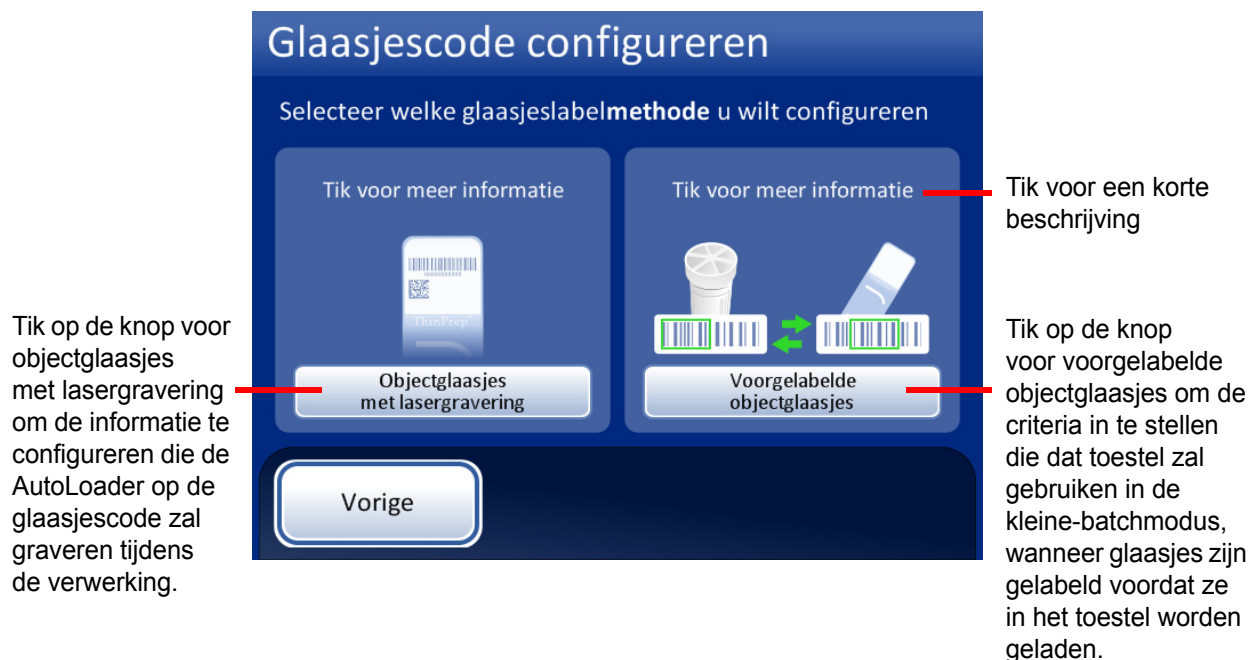 Glaasjescode configureren
Selecteer welke glaasjeslabelmethode u wilt configureren
Tik voor meer informatie
ThinPrep®
Objectglaasjes
met lasergravering
Tik voor meer informatie
Voorgelabelde
objectglaasjes
Vorige
Tik op de knop voor
objectglaasjes
met lasergravering
om de informatie te
configureren die de
AutoLoader op de
glaasjescode zal
graveren tijdens
de verwerking.
Tik voor een korte
beschrijving
Tik op de knop
voor voorgelabelde
objectglaasjes om de
criteria in te stellen
die dat toestel zal
gebruiken in de
kleine-batchmodus,
wanneer glaasjes zijn
gelabeld voordat ze
in het toestel worden
geladen.